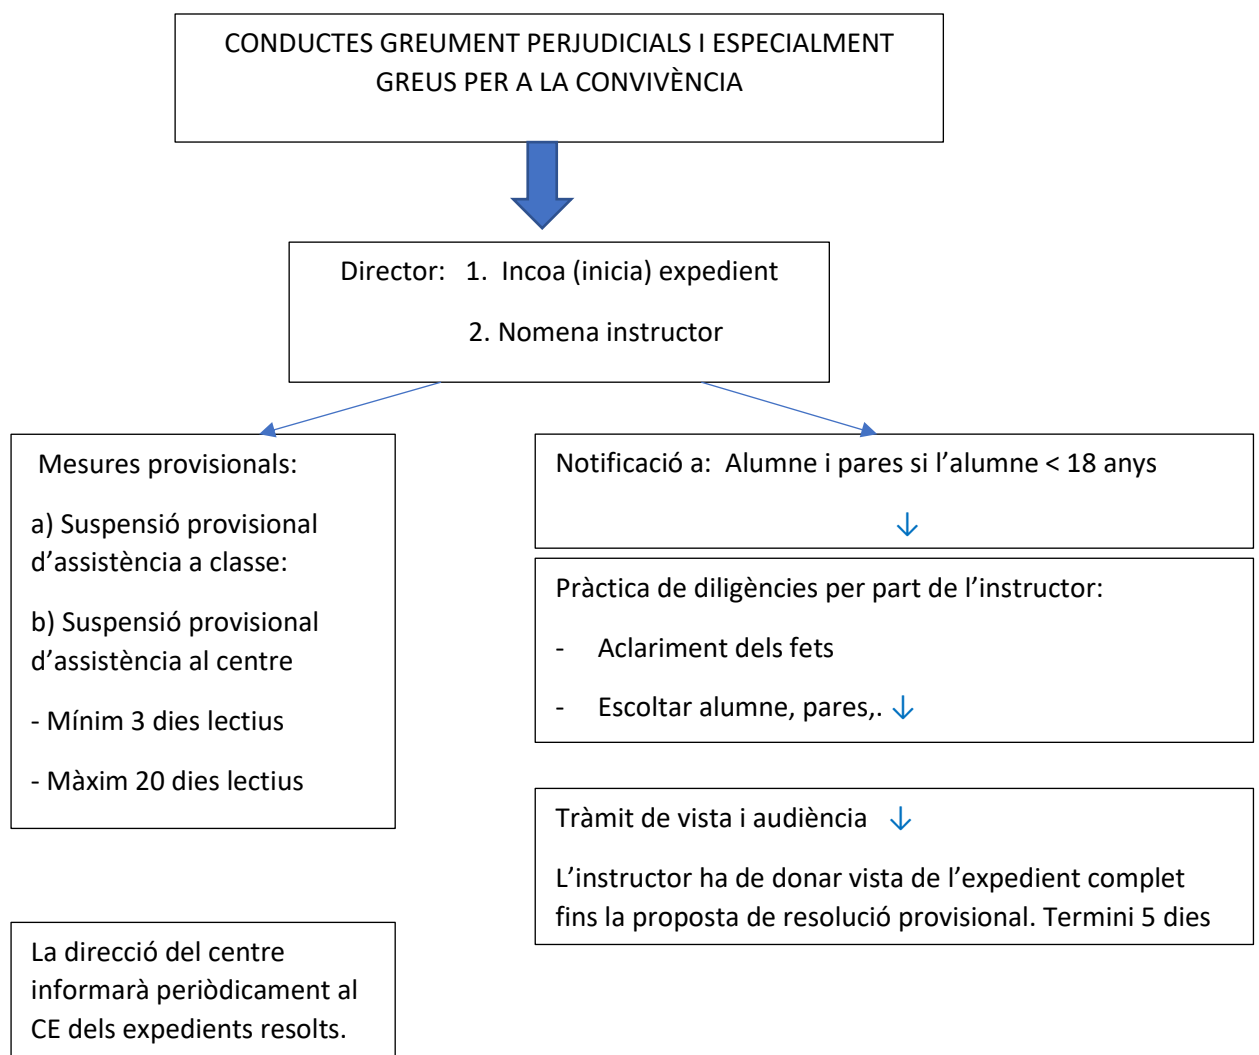 CONDUCTES GREUMENT PERJUDICIALS I ESPECIALMENT
GREUS PER A LA CONVIVÈNCIA
Director: 1. Incoa (inicia) expedient
2. Nomena instructor
Mesures provisionals:
a) Suspensió provisional
d’assistència a classe:
b) Suspensió provisional
d’assistència al centre
- Mínim 3 dies lectius
- Màxim 20 dies lectius
Notificació a: Alumne i pares si l’alumne < 18 anys
↓
Pràctica de diligències per part de l’instructor:
- Aclariment dels fets
- Escoltar alumne, pares,. ↓
Tràmit de vista i audiència ↓
L’instructor ha de donar vista de l’expedient complet
fins la proposta de resolució provisional. Termini 5 dies
La direcció del centre
informarà periòdicament al
CE dels expedients resolts.